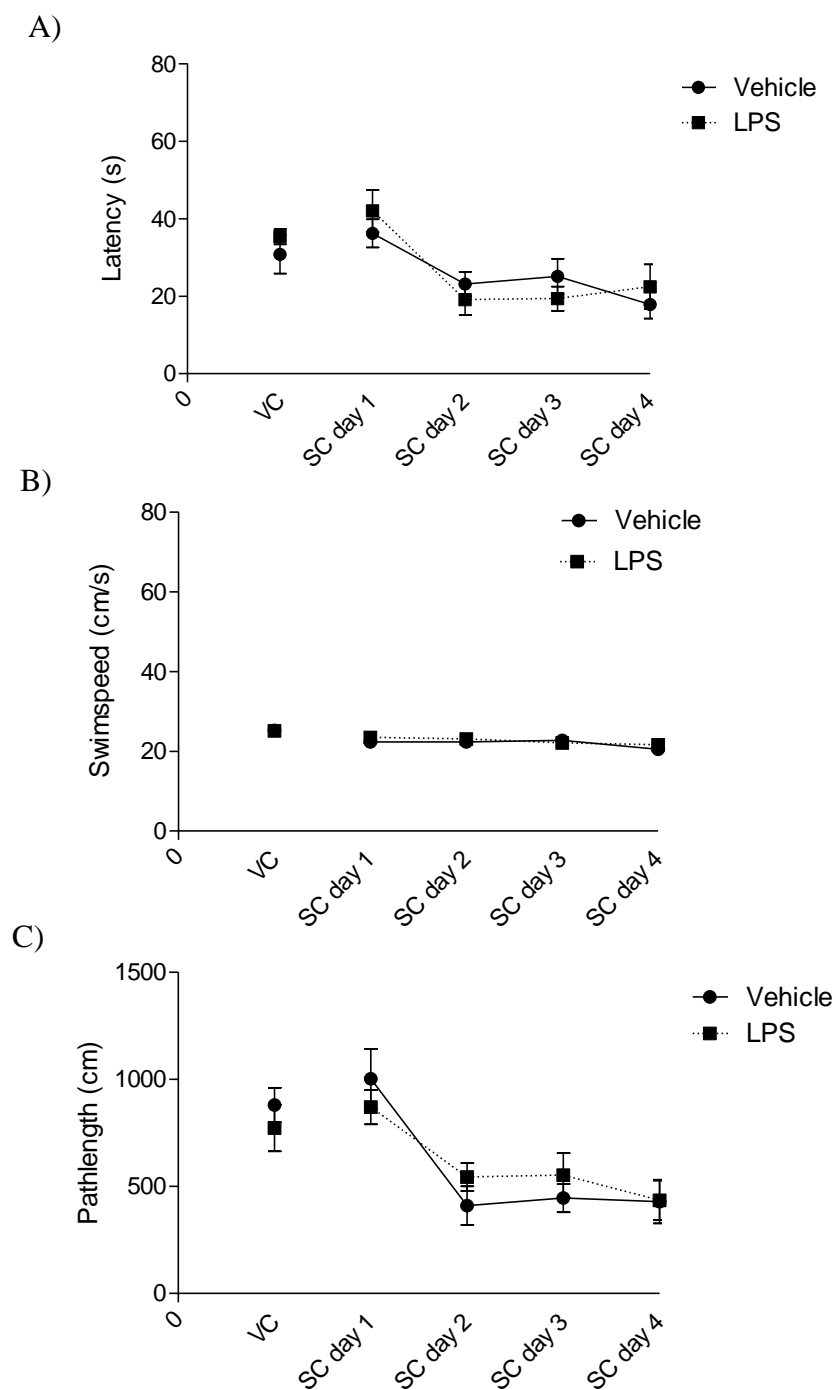 A)
80
60
40
20
0
Latency (s)
Vehicle
LPS
0
VC
SC day 1
SC day 2
SC day 3
SC day 4
B)
80
60
40
20
0
Swimspeed (cm/s)
Vehicle
LPS
0
VC
SC day 1
SC day 2
SC day 3
SC day 4
C)
1500
1000
500
0
Pathlength (cm)
Vehicle
LPS
0
VC
SC day 1
SC day 2
SC day 3
SC day 4